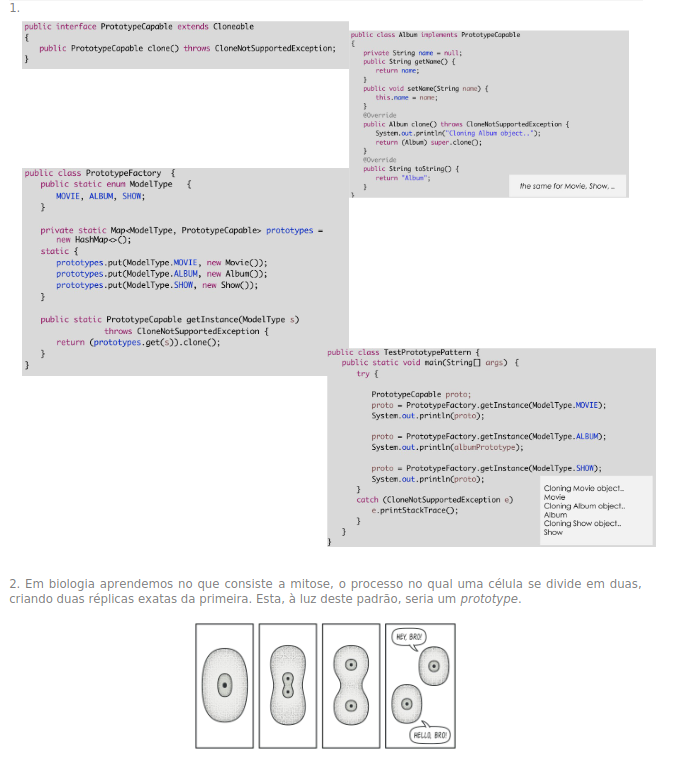 1.
public interface PrototypeCapable extends Cloneable
{
public PrototypeCapable clone() throws CloneNotSupportedException;
}
public class Album implements PrototypeCapable
{
private String name = null;
public String getName() {
return name;
}
public void setName(String name) {
this.name = name;
}
@Override
public Album clone() throws CloneNotSupportedException {
System.out.println("Cloning Album object..");
return (Album) super.clone();
}
@Override
public String toString() {
return "Album";
}
}
the same for Movie, Show, ..
public class PrototypeFactory {
public static enum ModelType {
MOVIE, ALBUM, SHOW;
}
private static Map<ModelType, PrototypeCapable> prototypes =
new HashMap<>();
static {
prototypes.put(ModelType.MOVIE, new Movie());
prototypes.put(ModelType.ALBUM, new Album());
prototypes.put(ModelType.SHOW, new Show());
}
public static PrototypeCapable getInstance(ModelType s)
throws CloneNotSupportedException {
return (prototypes.get(s)).clone();
}
}
public class TestPrototypePattern {
public static void main(String[] args) {
try {
PrototypeCapable proto;
proto = PrototypeFactory.getInstance(ModelType.MOVIE);
System.out.println(proto);
proto = PrototypeFactory.getInstance(ModelType.ALBUM);
System.out.println(albumPrototype);
proto = PrototypeFactory.getInstance(ModelType.SHOW);
System.out.println(proto);
}
catch (CloneNotSupportedException e)
e.printStackTrace();
}
}
}
Cloning Movie object..
Movie
Cloning Album object..
Album
Cloning Show object..
Show
2. Em biologia aprendemos no que consiste a mitose, o processo no qual uma célula se divide em duas,
criando duas réplicas exatas da primeira. Esta, à luz deste padrão, seria um prototype.
HEY, BRO!
HELLO, BRO!